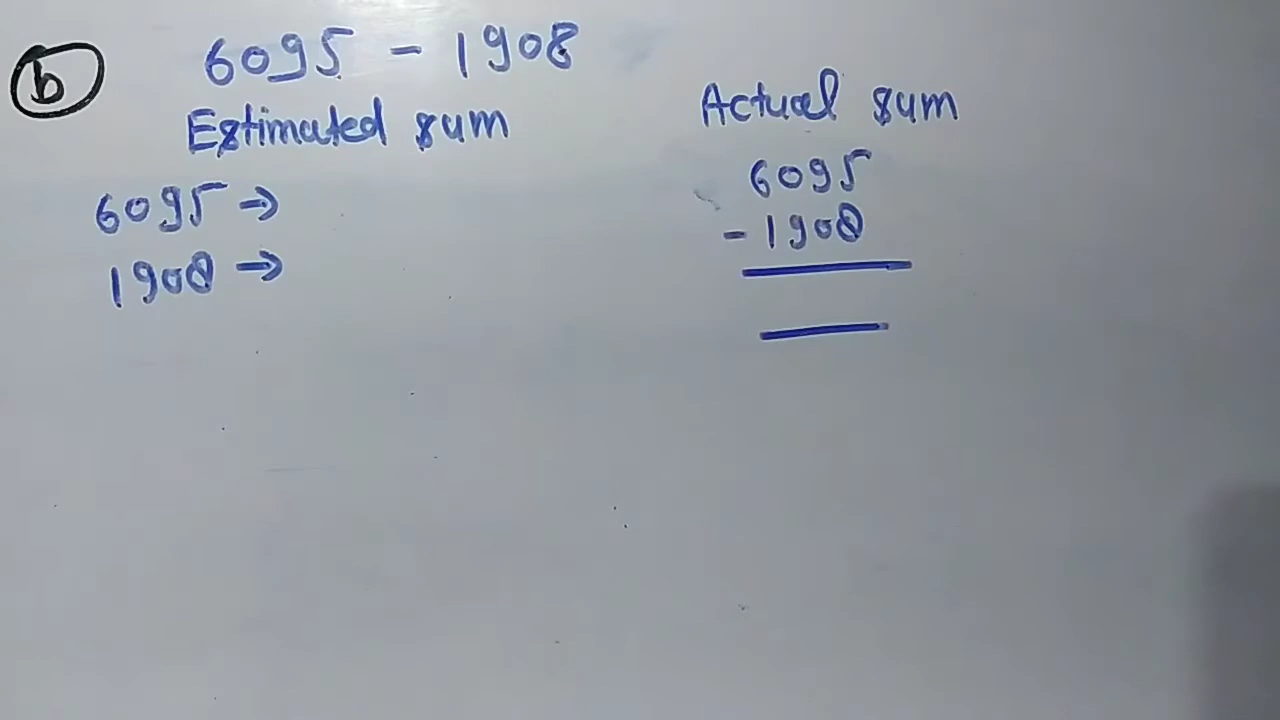 b 6095 - 1908
Estimated sum
6095 →
1908 →
Actual sum
6095
- 1908